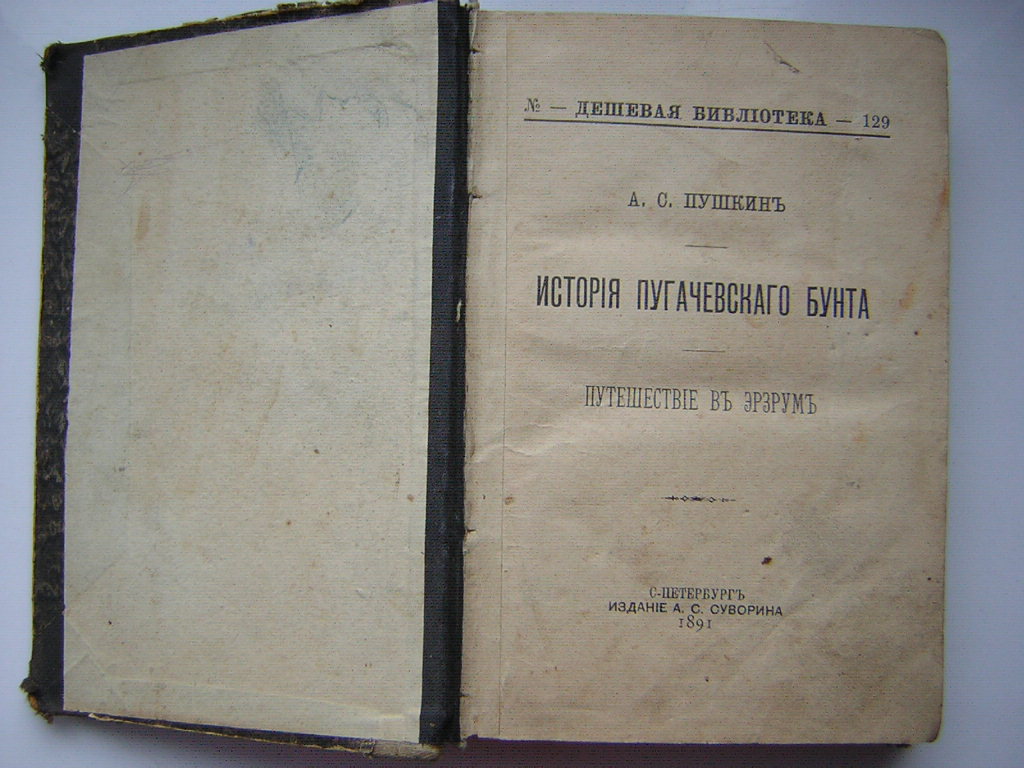 № — ДЕШЕВАЯ БИБЛІОТЕКА — 129
А. С. ПУШКИНЪ
ИСТОРІЯ ПУГАЧЕВСКАГО БУНТА
ПУТЕШЕСТВІЕ ВЪ ЭРЗРУМЪ
С-ПЕТЕРБУРГЪ
ИЗДАНІЕ А. С. СУВОРИНА
1891